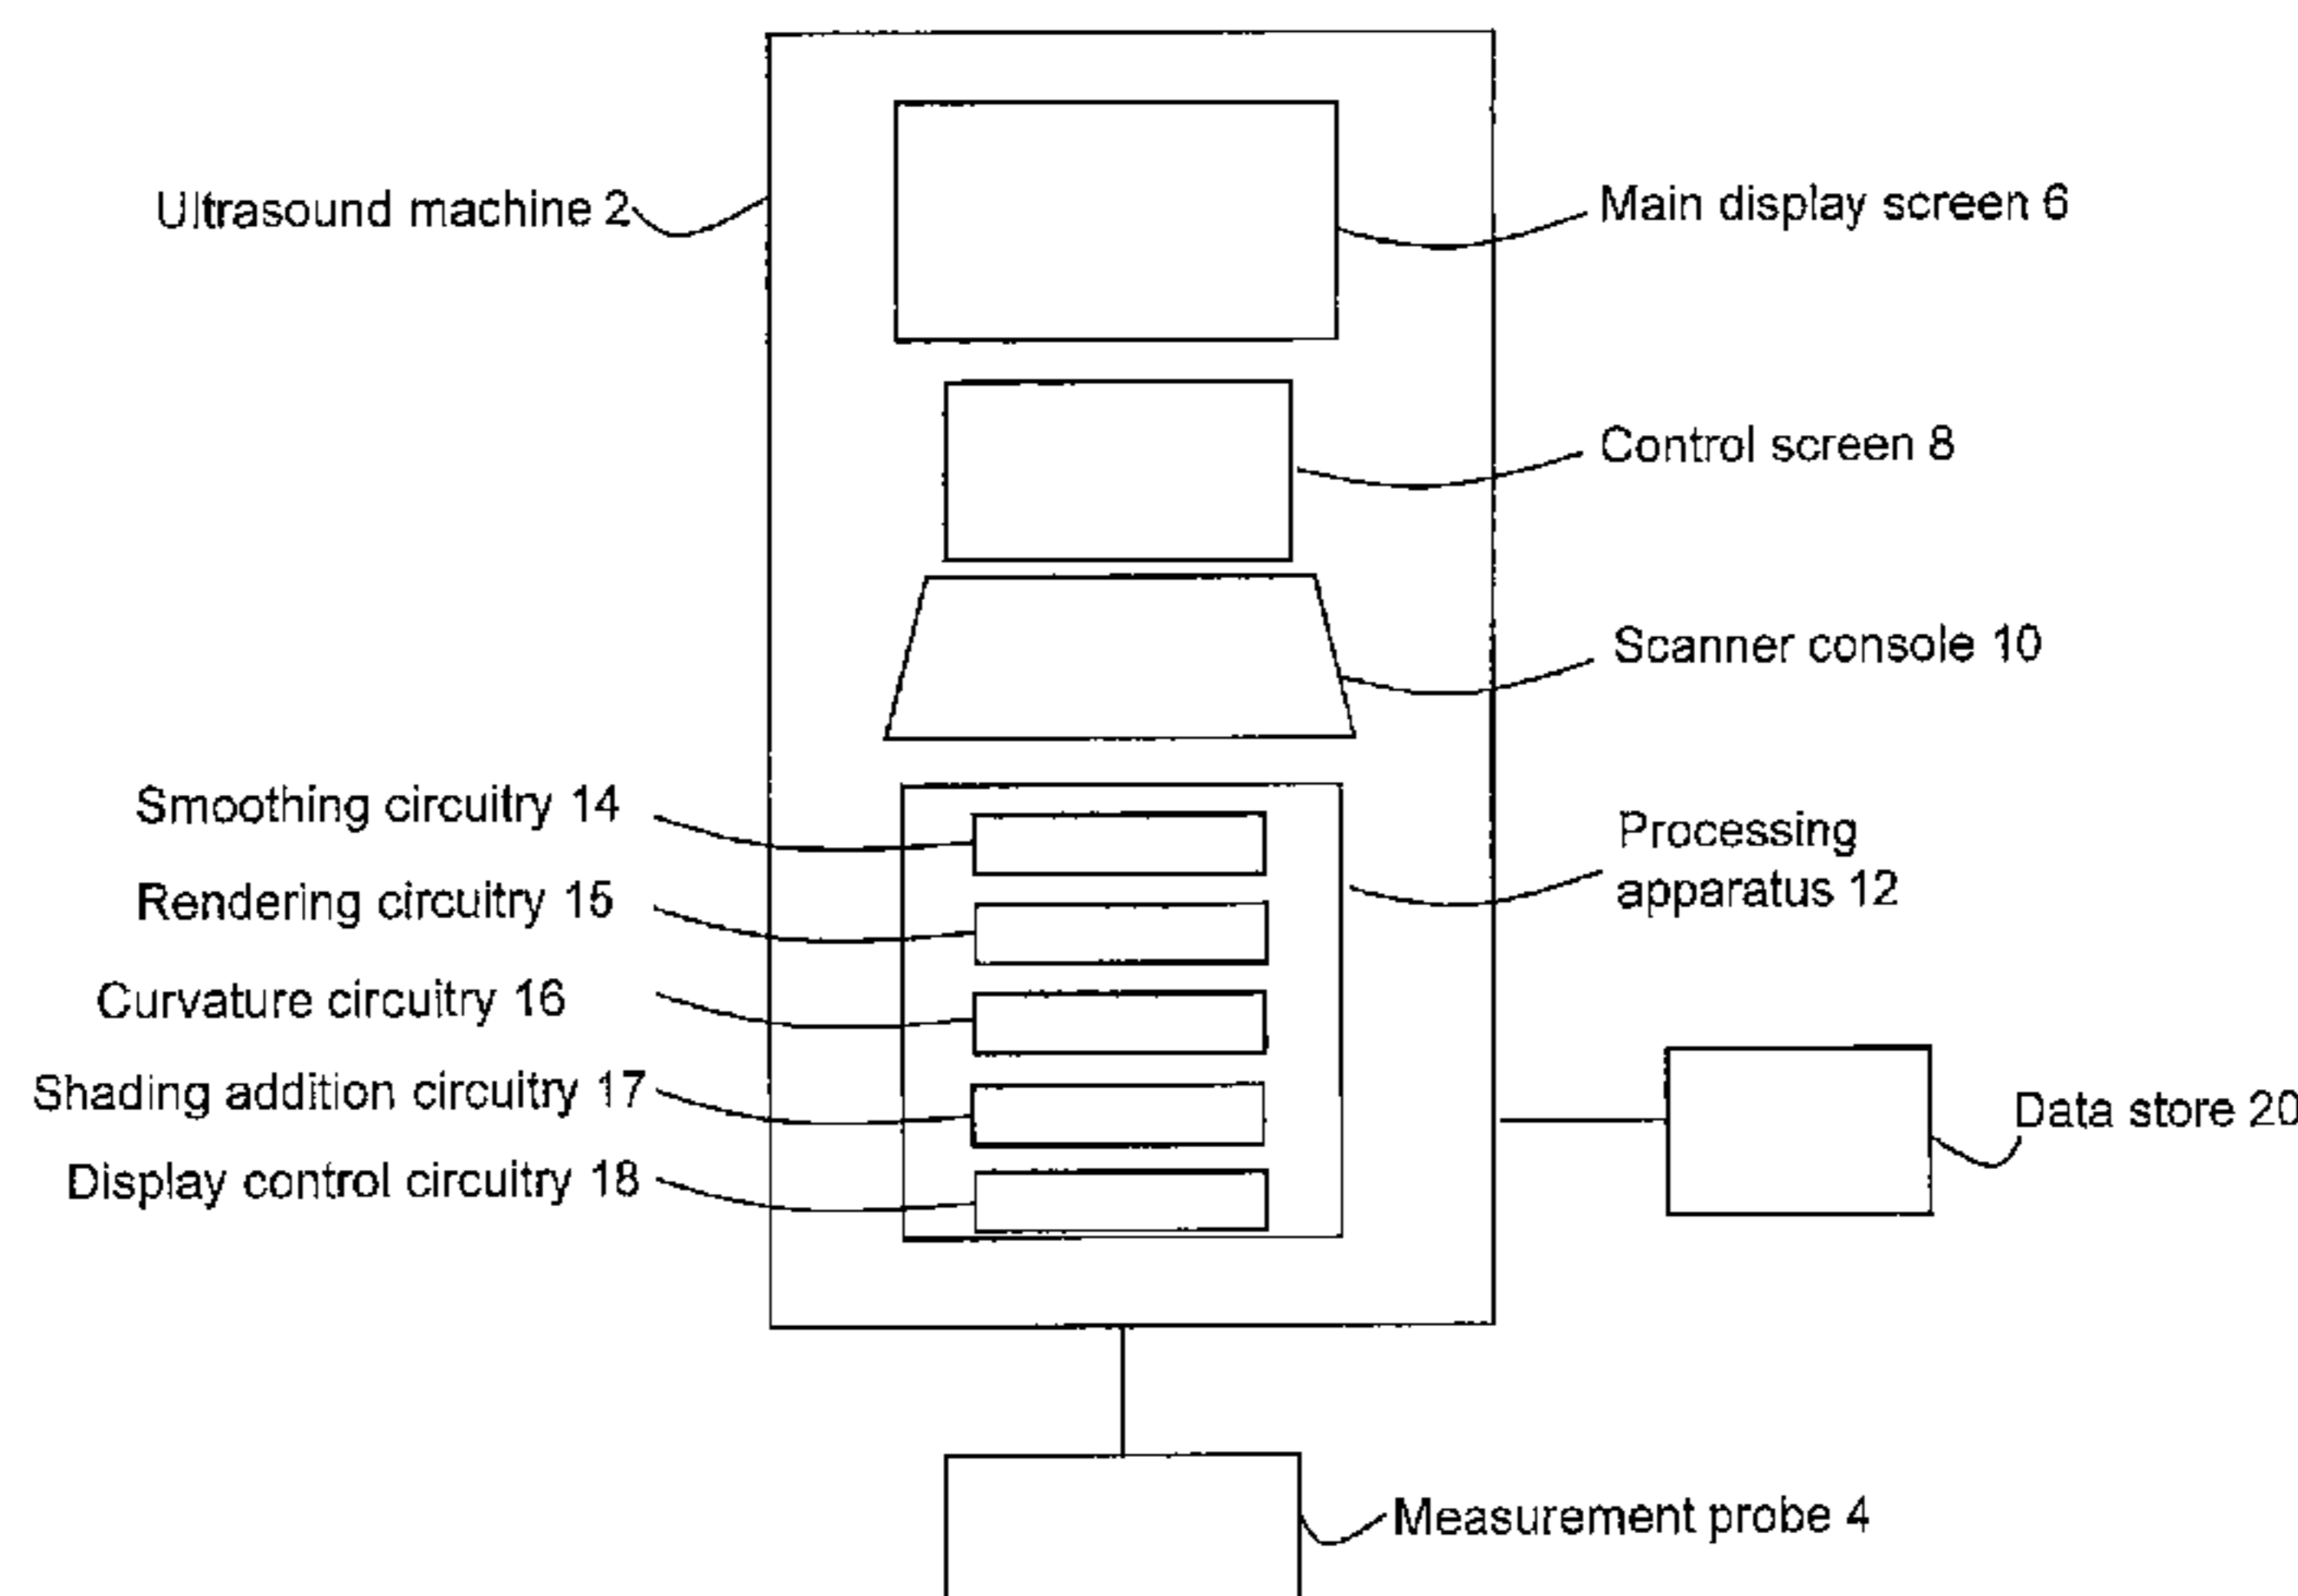 Ultrasound machine 2
Main display screen 6
Control screen 8
Scanner console 10
Smoothing circuitry 14
Processing
apparatus 12
Rendering circuitry 15
Curvature circuitry 16
Shading addition circuitry 17
Data store 20
Display control circuitry 18
Measurement probe 4